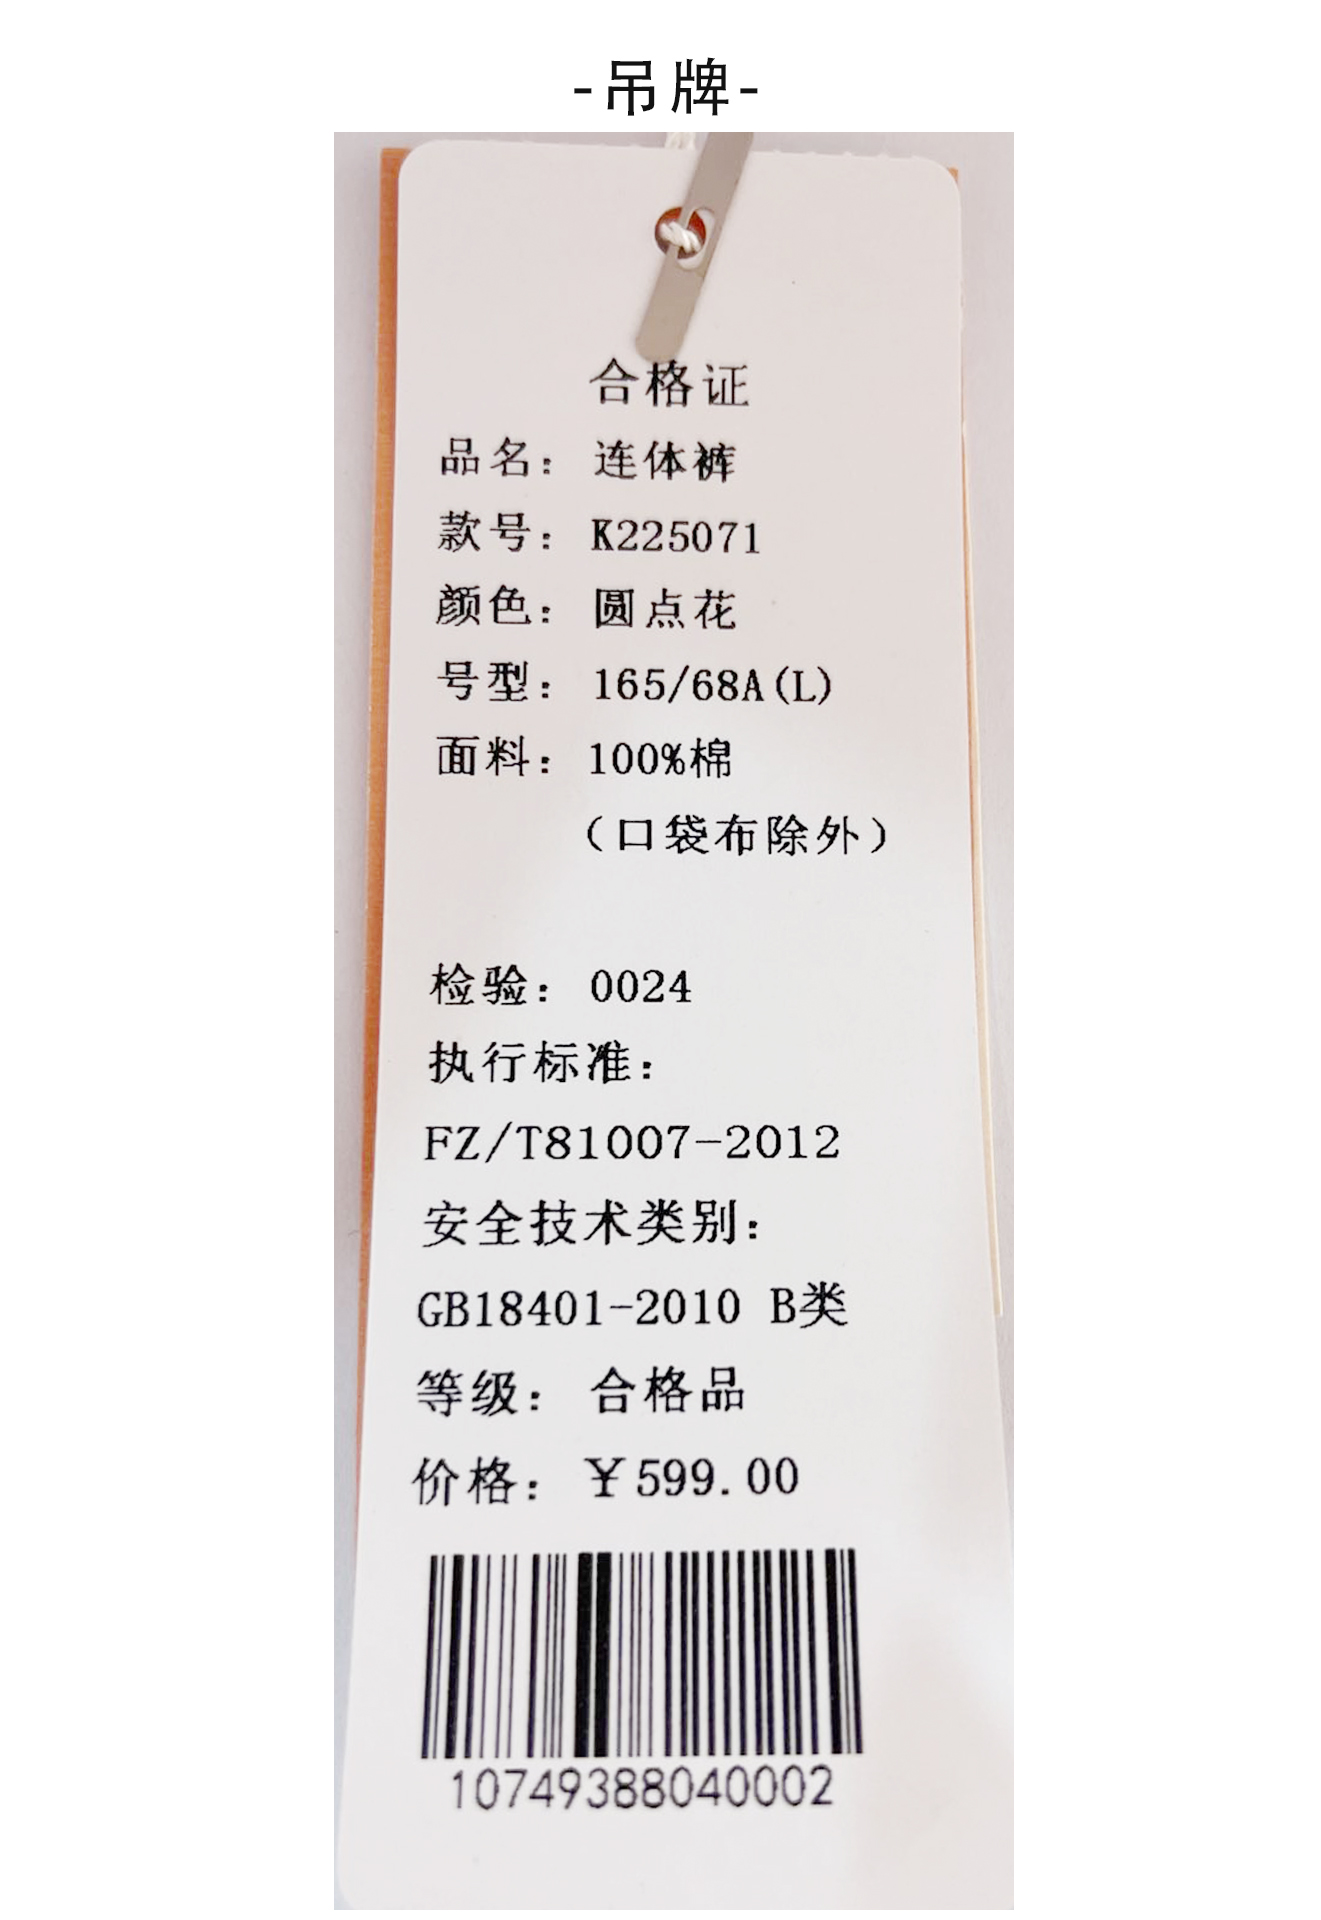 -吊牌-
合格证
品名： 连体裤
款号： K225071
颜色： 圆点花
号型： 165/68A(L)
面料： 100%棉
（口袋布除外）
检验： 0024
执行标准：
FZ/T81007-2012
安全技术类别：
GB18401-2010 B类
等级： 合格品
价格： ￥599.00
10749388040002